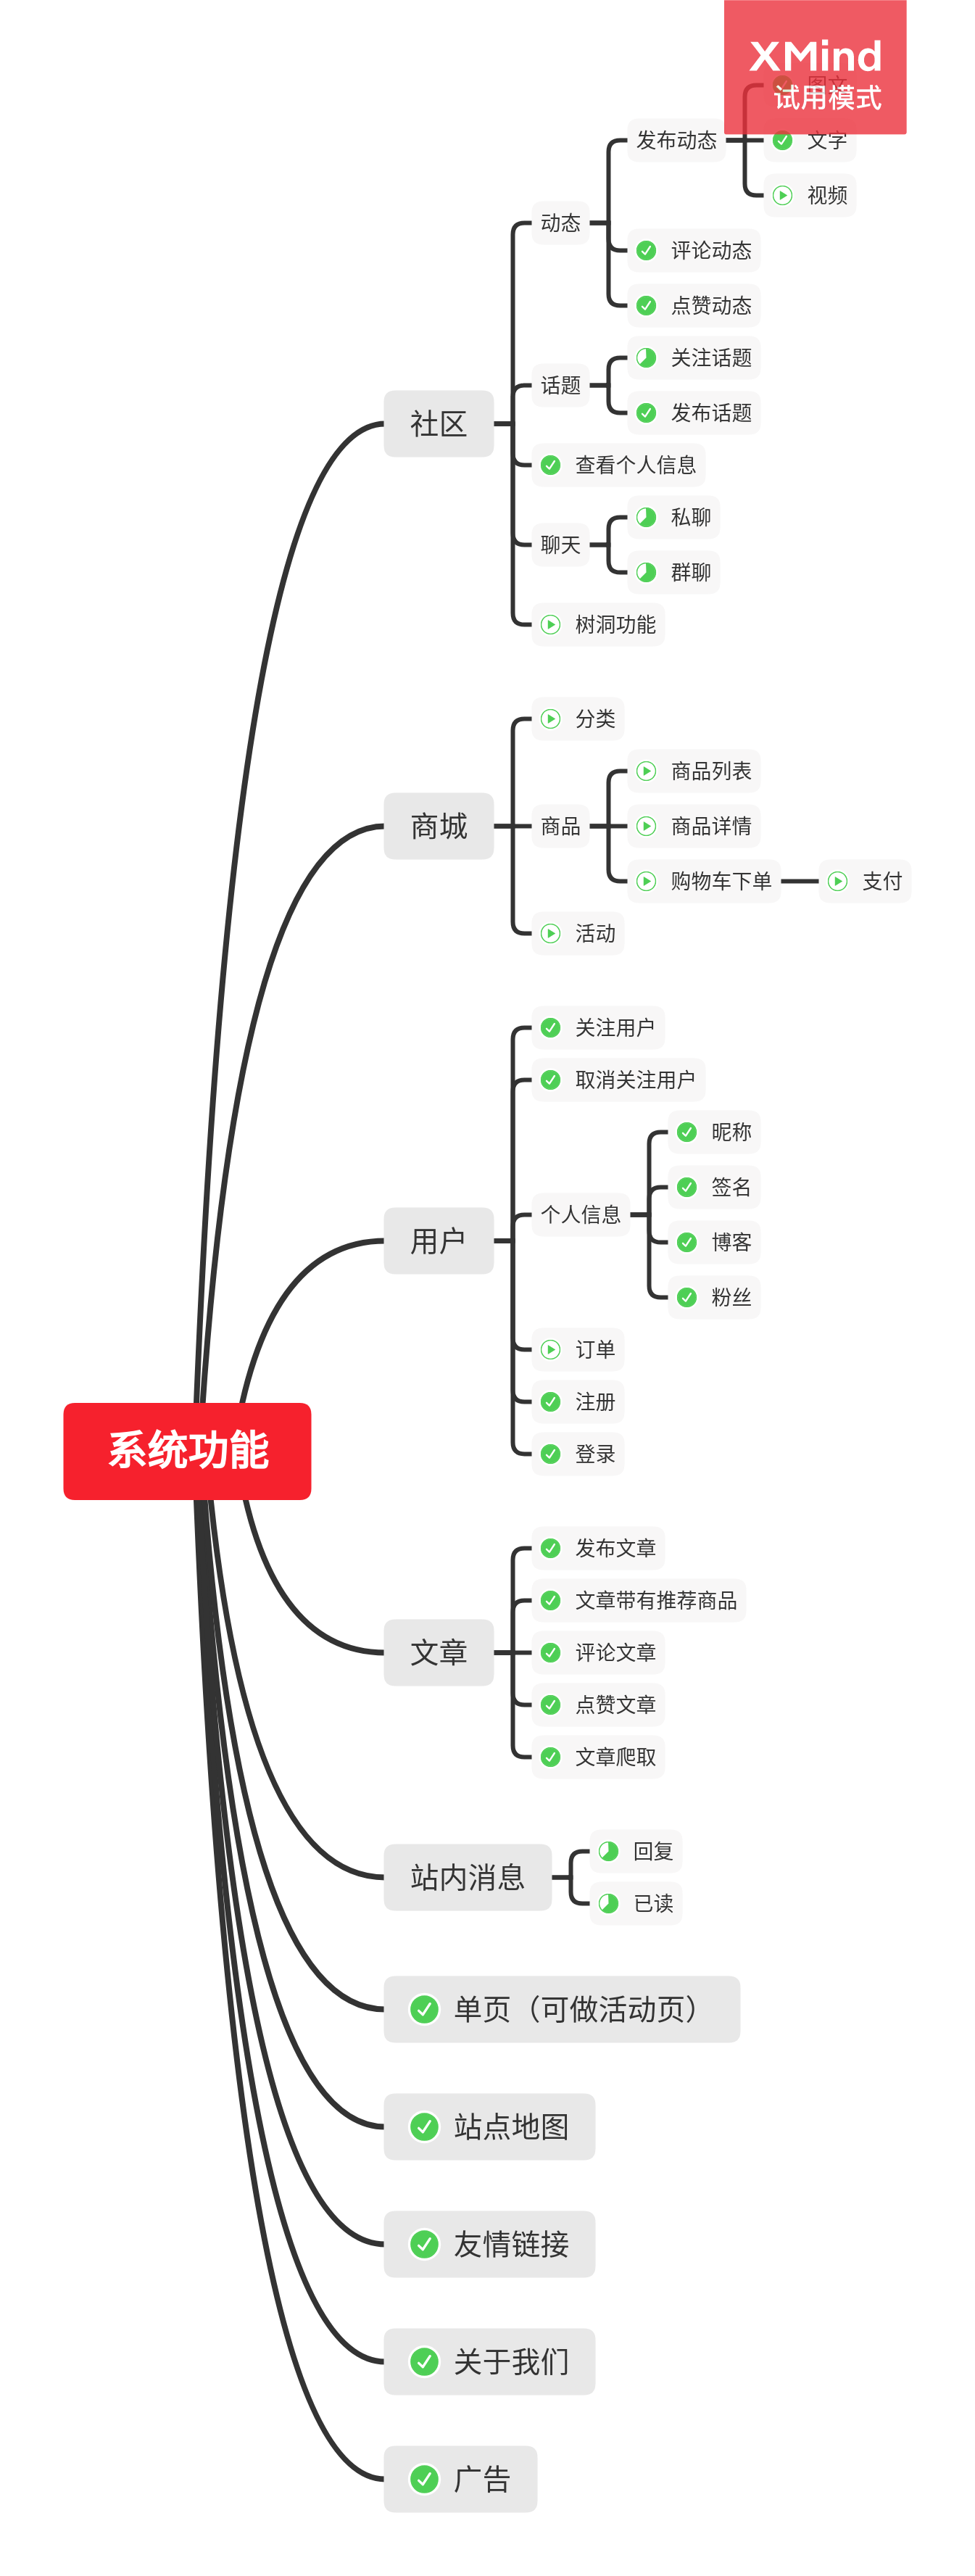 XMind
试用模式
图文
发布动态
文字
视频
动态
评论动态
点赞动态
关注话题
话题
发布话题
社区
查看个人信息
私聊
聊天
群聊
树洞功能
分类
商品列表
商城
商品
商品详情
购物车下单
支付
活动
关注用户
取消关注用户
昵称
签名
个人信息
用户
博客
粉丝
订单
注册
登录
系统功能
发布文章
文章带有推荐商品
文章
评论文章
点赞文章
文章爬取
回复
站内消息
已读
单页（可做活动页）
站点地图
友情链接
关于我们
广告